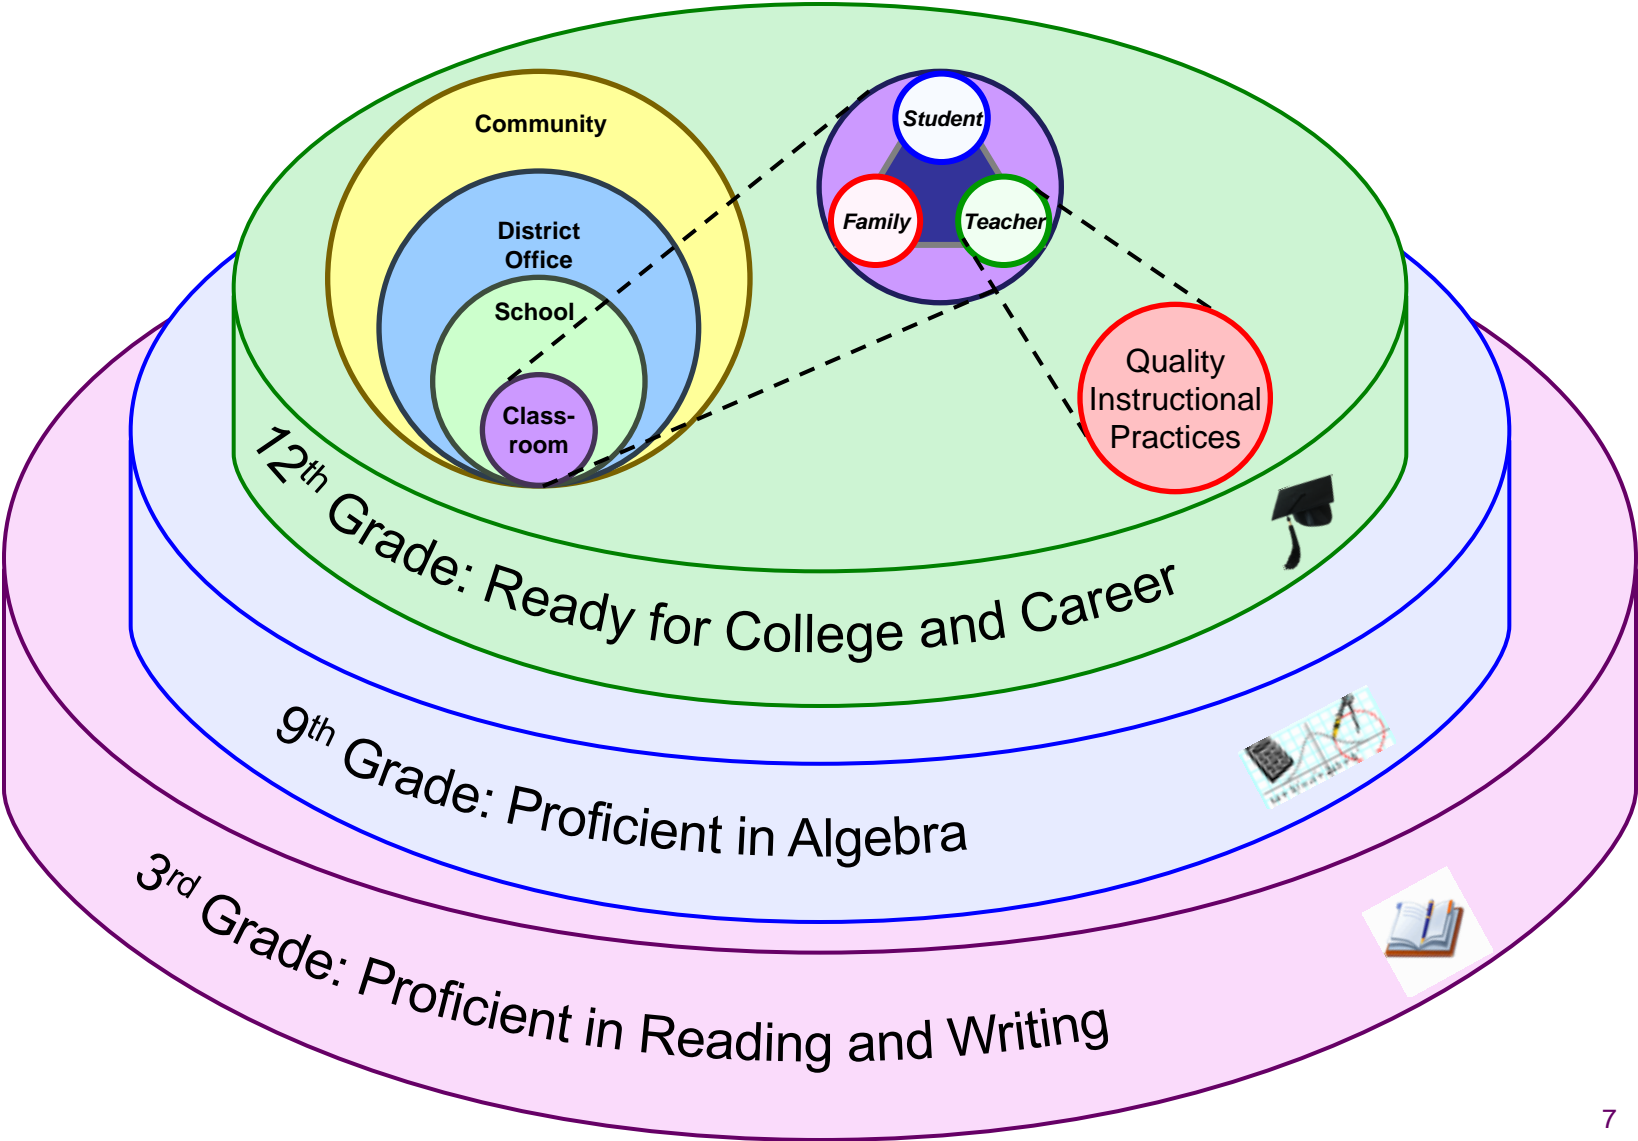 Community
District
Office
School
Class-
room
Student
Family
Teacher
Quality
Instructional
Practices
12th Grade: Ready for College and Career
9th Grade: Proficient in Algebra
3rd Grade: Proficient in Reading and Writing
7